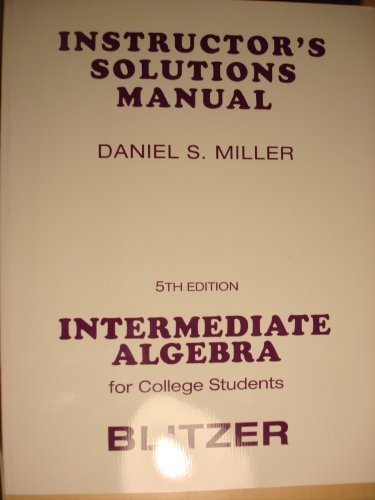 INSTRUCTOR'S
SOLUTIONS
MANUAL
DANIEL S. MILLER
5TH EDITION
INTERMEDIATE
ALGEBRA
for College Students
BLITZER